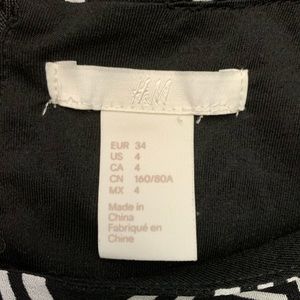 H&M
EUR 34
US 4
CA 4
CN 160/80A
MX 4
Made in
China
Fabriqué en
Chine